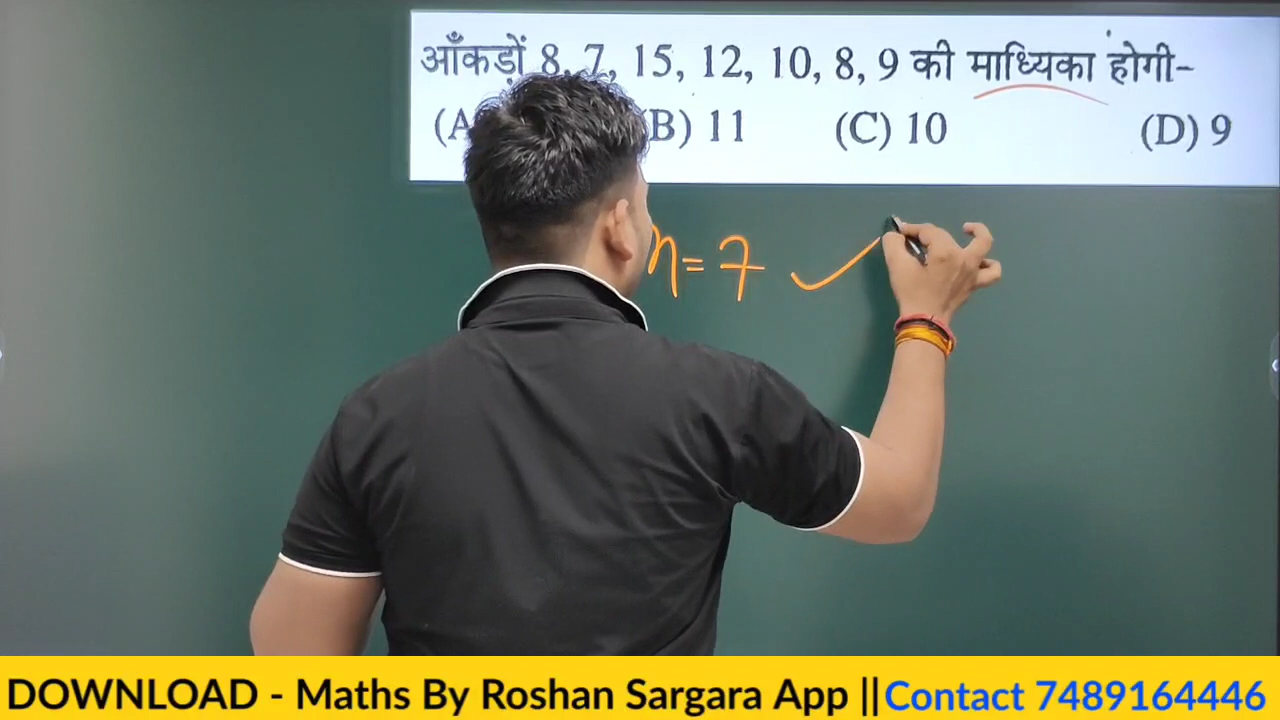 आँकड़ों 8, 7, 15, 12, 10, 8, 9 की माध्यिका होगी-
(A B) 11 (C) 10 (D) 9
n = 7
DOWNLOAD - Maths By Roshan Sargara App || Contact 7489164446